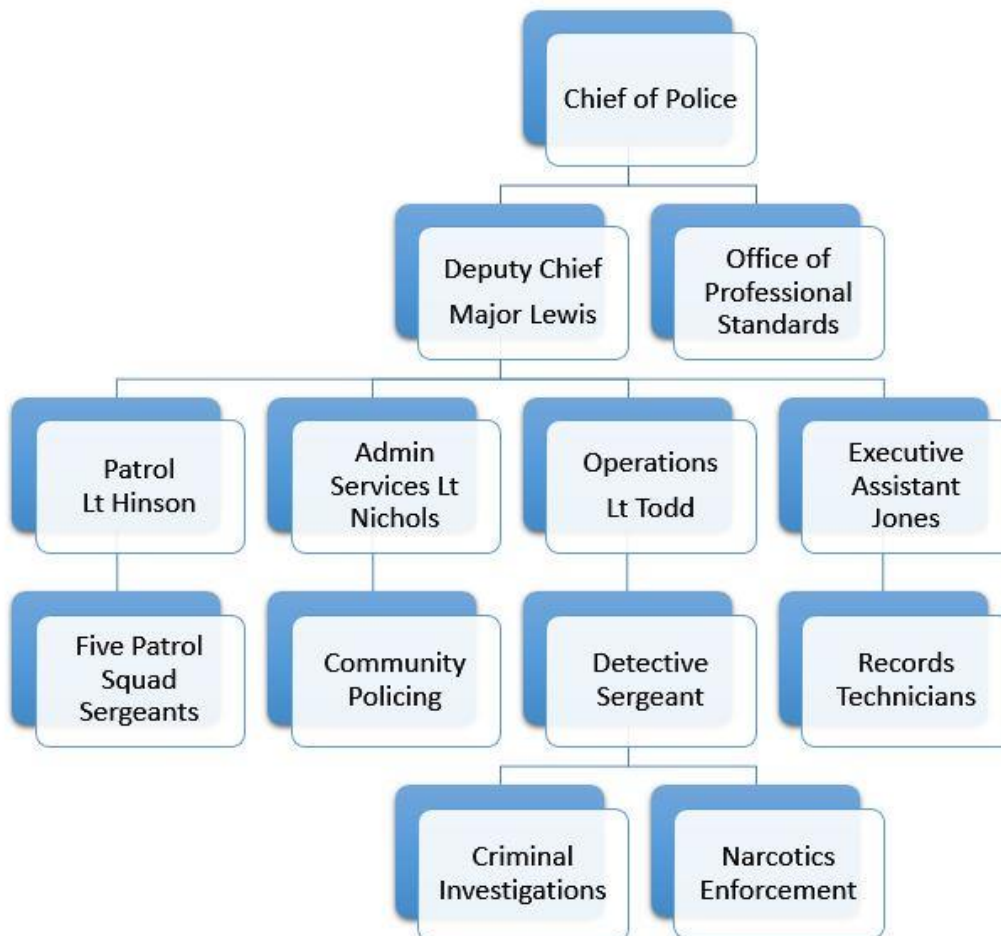 Chief of Police
Deputy Chief
Major Lewis
Office of
Professional
Standards
Patrol
Lt Hinson
Admin
Services Lt
Nichols
Operations
Lt Todd
Executive
Assistant
Jones
Five Patrol
Squad
Sergeants
Community
Policing
Detective
Sergeant
Records
Technicians
Criminal
Investigations
Narcotics
Enforcement